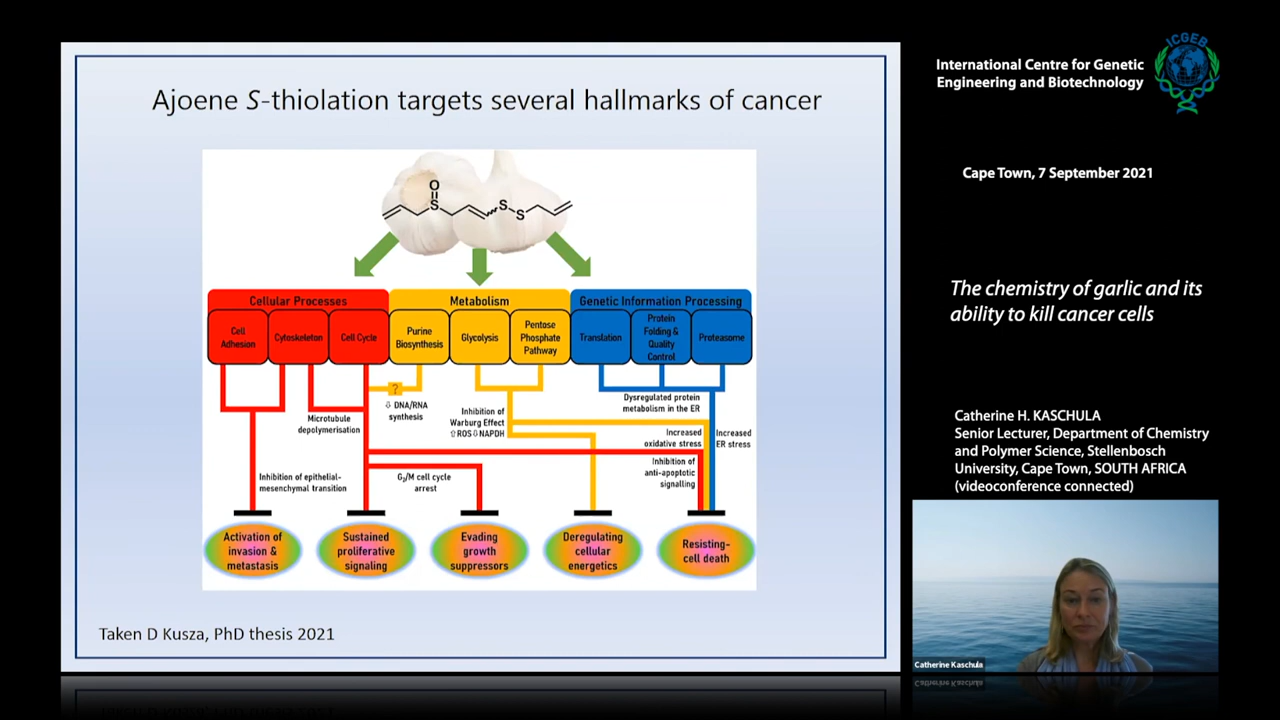 Ajoene S-thiolation targets several hallmarks of cancer
O
S
S
S
Cellular Processes
Metabolism
Genetic Information Processing
Cell
Adhesion
Cytoskeleton
Cell Cycle
Purine
Biosynthesis
Glycolysis
Pentose
Phosphate
Pathway
Translation
Protein
Folding &
Quality
Control
Proteasome
?
⇩ DNA/RNA
synthesis
Microtubule
depolymerisation
Inhibition of
Warburg Effect
⇧ROS⇩NAPDH
Dysregulated protein
metabolism in the ER
Increased
oxidative stress
Increased
ER stress
Inhibition of
anti-apoptotic
signalling
Inhibition of epithelial-
mesenchymal transition
G₂/M cell cycle
arrest
Activation of
invasion &
metastasis
Sustained
proliferative
signaling
Evading
growth
suppressors
Deregulating
cellular
energetics
Resisting-
cell death
Taken D Kusza, PhD thesis 2021
International Centre for Genetic
Engineering and Biotechnology
ICGEB
Cape Town, 7 September 2021
The chemistry of garlic and its
ability to kill cancer cells
Catherine H. KASCHULA
Senior Lecturer, Department of Chemistry
and Polymer Science, Stellenbosch
University, Cape Town, SOUTH AFRICA
(videoconference connected)
Catherine Kaschula